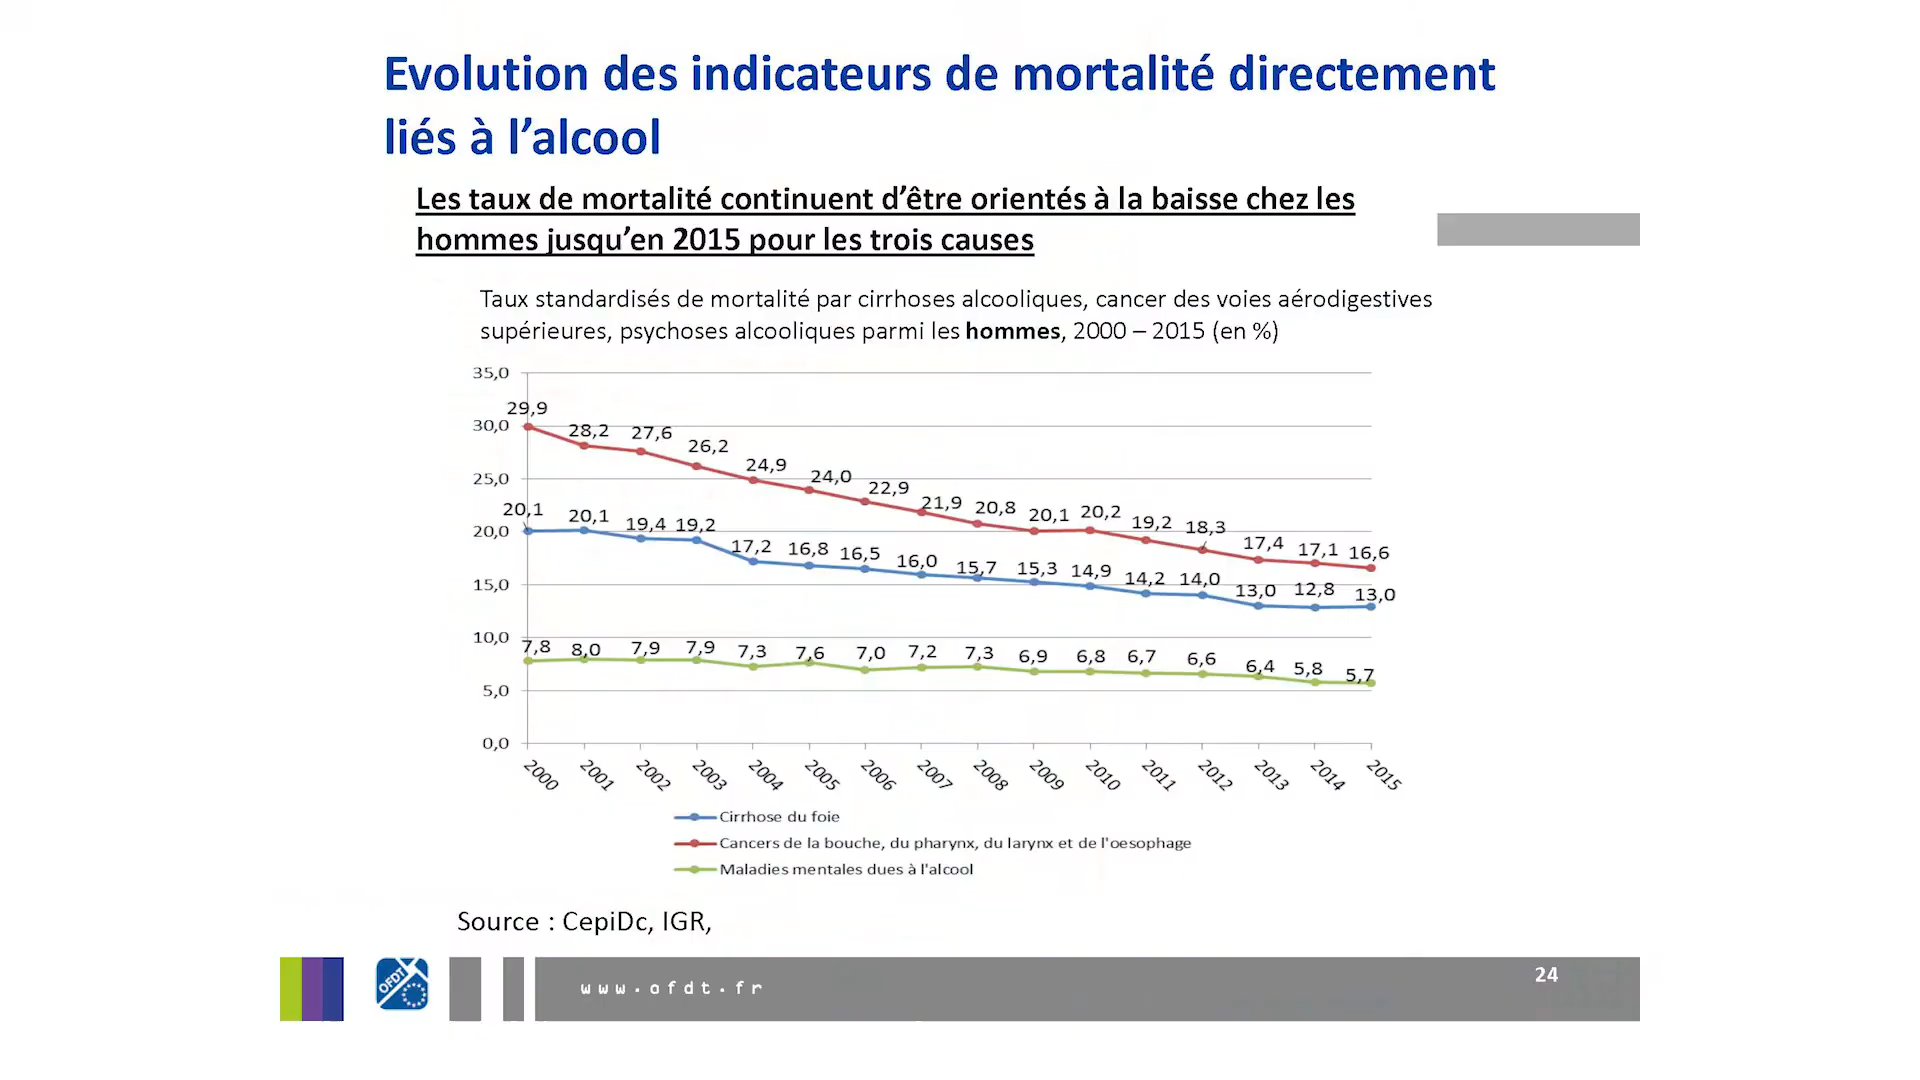 Evolution des indicateurs de mortalité directement
liés à l’alcool
Les taux de mortalité continuent d’être orientés à la baisse chez les
hommes jusqu’en 2015 pour les trois causes
Taux standardisés de mortalité par cirrhoses alcooliques, cancer des voies aérodigestives
supérieures, psychoses alcooliques parmi les hommes, 2000 – 2015 (en %)
35,0
30,0
25,0
20,0
15,0
10,0
5,0
0,0
29,9 28,2 27,6 26,2 24,9 24,0 22,9 21,9 20,8 20,1 20,2 19,2 18,3 17,4 17,1 16,6
20,1 20,1 19,4 19,2 17,2 16,8 16,5 16,0 15,7 15,3 14,9 14,2 14,0 13,0 12,8 13,0
7,8 8,0 7,9 7,9 7,3 7,6 7,0 7,2 7,3 6,9 6,8 6,7 6,6 6,4 5,8 5,7
2000 2001 2002 2003 2004 2005 2006 2007 2008 2009 2010 2011 2012 2013 2014 2015
Cirrhose du foie
Cancers de la bouche, du pharynx, du larynx et de l'oesophage
Maladies mentales dues à l'alcool
Source : CepiDc, IGR,
OFDT
www.ofdt.fr
24